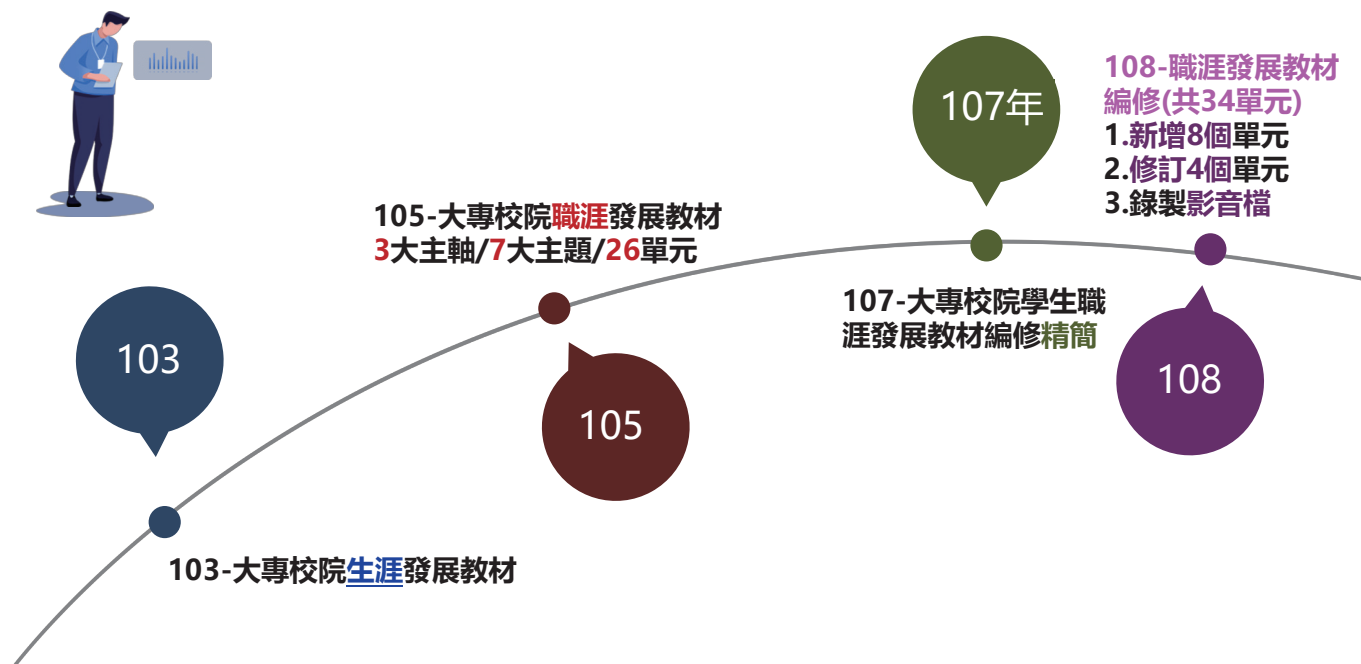 103
103-大專校院生涯發展教材
105-大專校院職涯發展教材
3大主軸/7大主題/26單元
105
107年
107-大專校院學生職
涯發展教材編修精簡
108-職涯發展教材
編修(共34單元)
1.新增8個單元
2.修訂4個單元
3.錄製影音檔
108